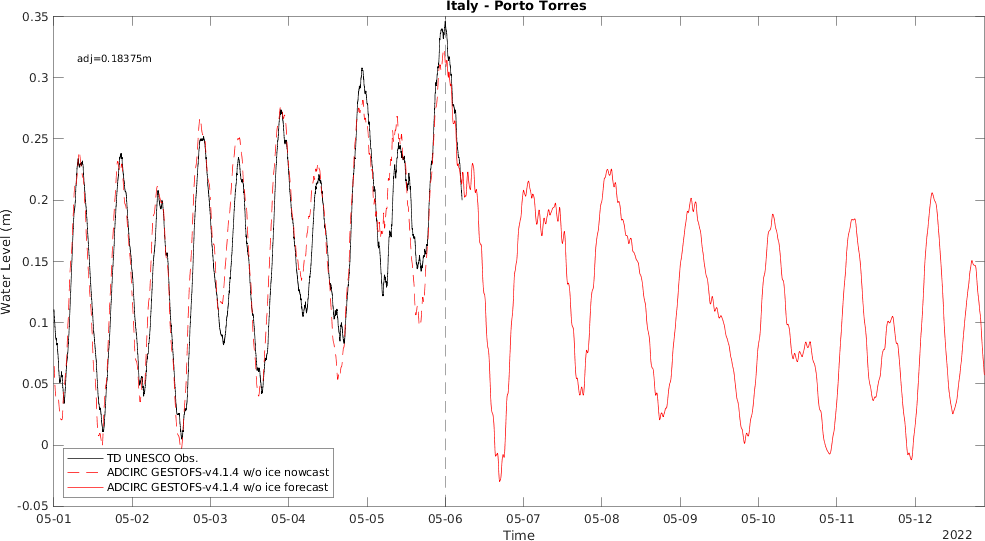 Italy - Porto Torres
0.35
0.3
0.25
0.2
0.15
0.1
0.05
0
-0.05
Water Level (m)
adj=0.18375m
TD UNESCO Obs.
ADCIRC GESTOFS-v4.1.4 w/o ice nowcast
ADCIRC GESTOFS-v4.1.4 w/o ice forecast
05-01 05-02 05-03 05-04 05-05 05-06 05-07 05-08 05-09 05-10 05-11 05-12
Time
2022